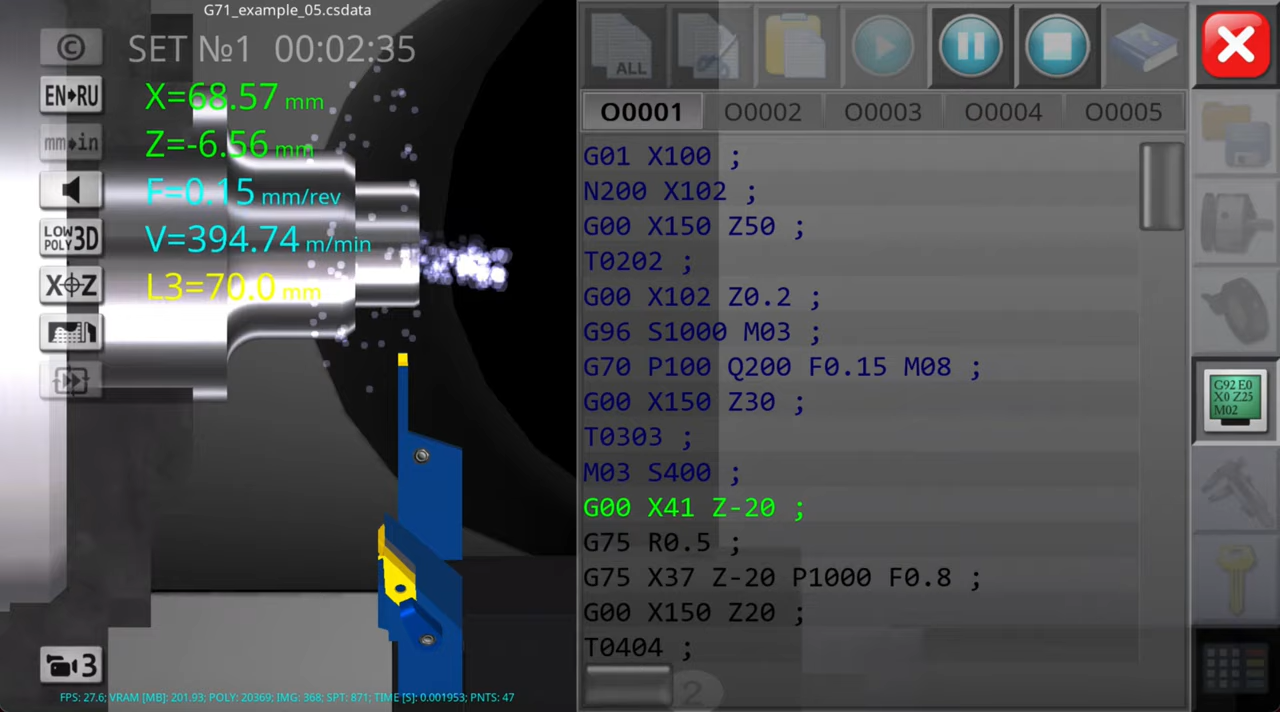 G71_example_05.csdata
©
SET №1 00:02:35
EN▸RU
X=68.57 mm
mm▸in
Z=-6.56 mm
F=0.15 mm/rev
LOW POLY 3D
V=394.74 m/min
X Z
L3=70.0 mm
3
FPS: 27.6; VRAM [MB]: 201.93; POLY: 20369; IMG: 368; SPT: 871; TIME [S]: 0.001953; PNTS: 47
ALL
O0001 O0002 O0003 O0004 O0005
G01 X100 ;
N200 X102 ;
G00 X150 Z50 ;
T0202 ;
G00 X102 Z0.2 ;
G96 S1000 M03 ;
G70 P100 Q200 F0.15 M08 ;
G00 X150 Z30 ;
T0303 ;
M03 S400 ;
G00 X41 Z-20 ;
G75 R0.5 ;
G75 X37 Z-20 P1000 F0.8 ;
G00 X150 Z20 ;
T0404 ;
2
G92 E0
X0 Z25
M02